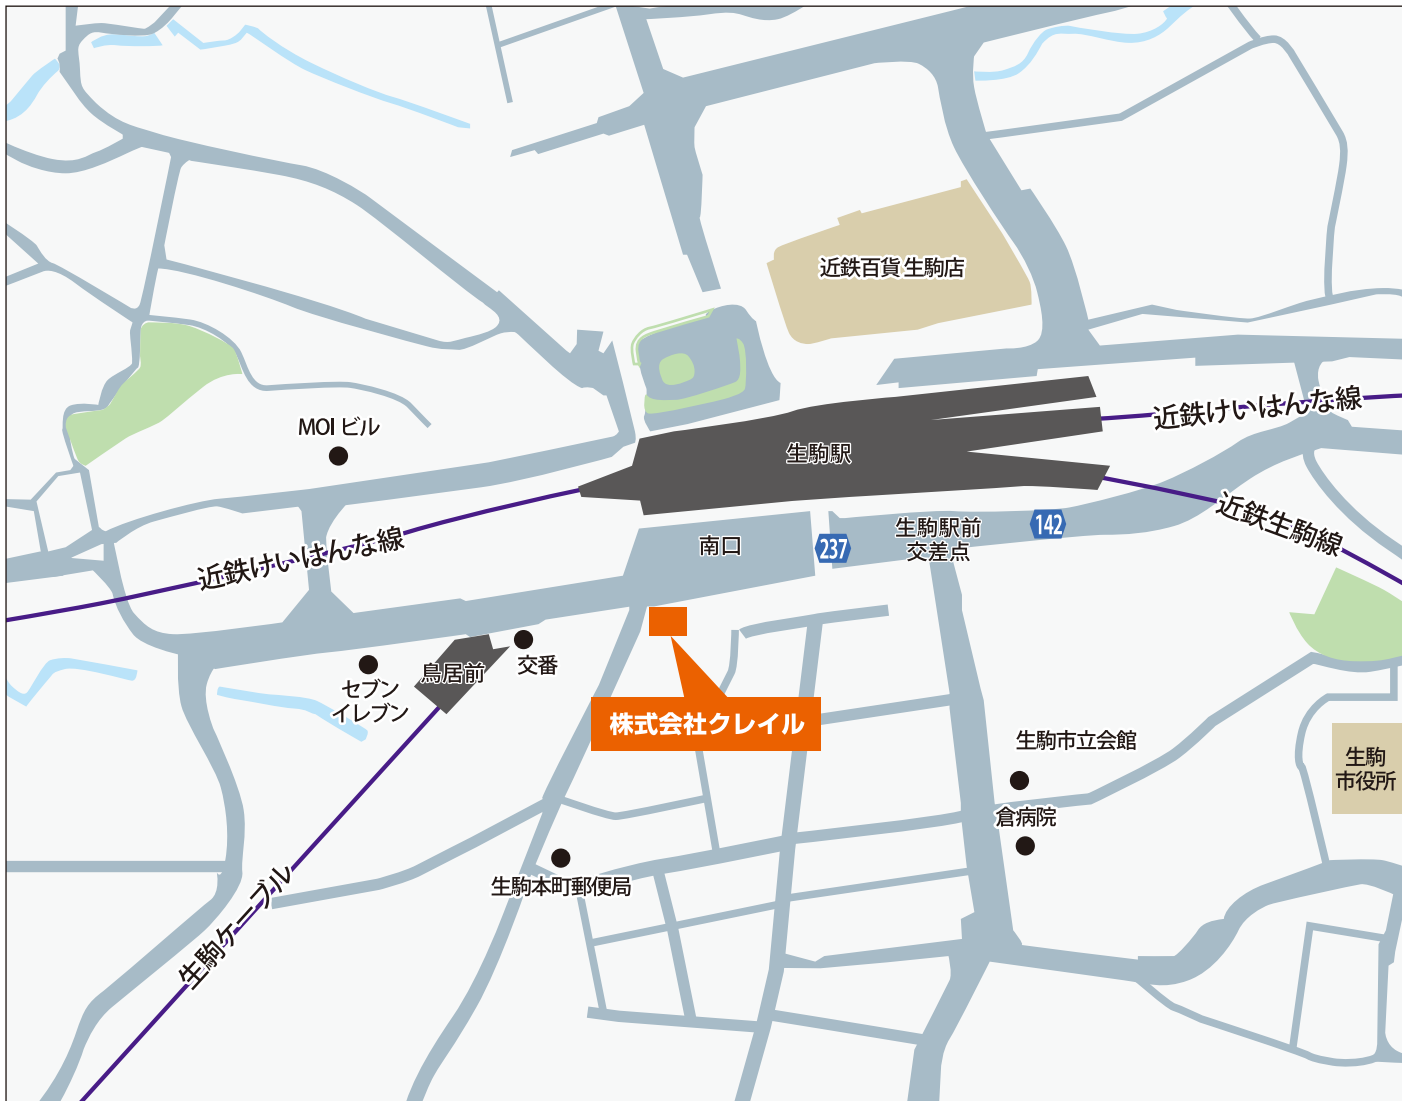 近鉄百貨 生駒店
MOI ビル
生駒駅
近鉄けいはんな線
近鉄けいはんな線
近鉄生駒線
142
生駒駅前
交差点
237
南口
交番
鳥居前
セブン
イレブン
株式会社クレイル
生駒市立会館
生駒
市役所
倉病院
生駒本町郵便局
生駒ケーブル